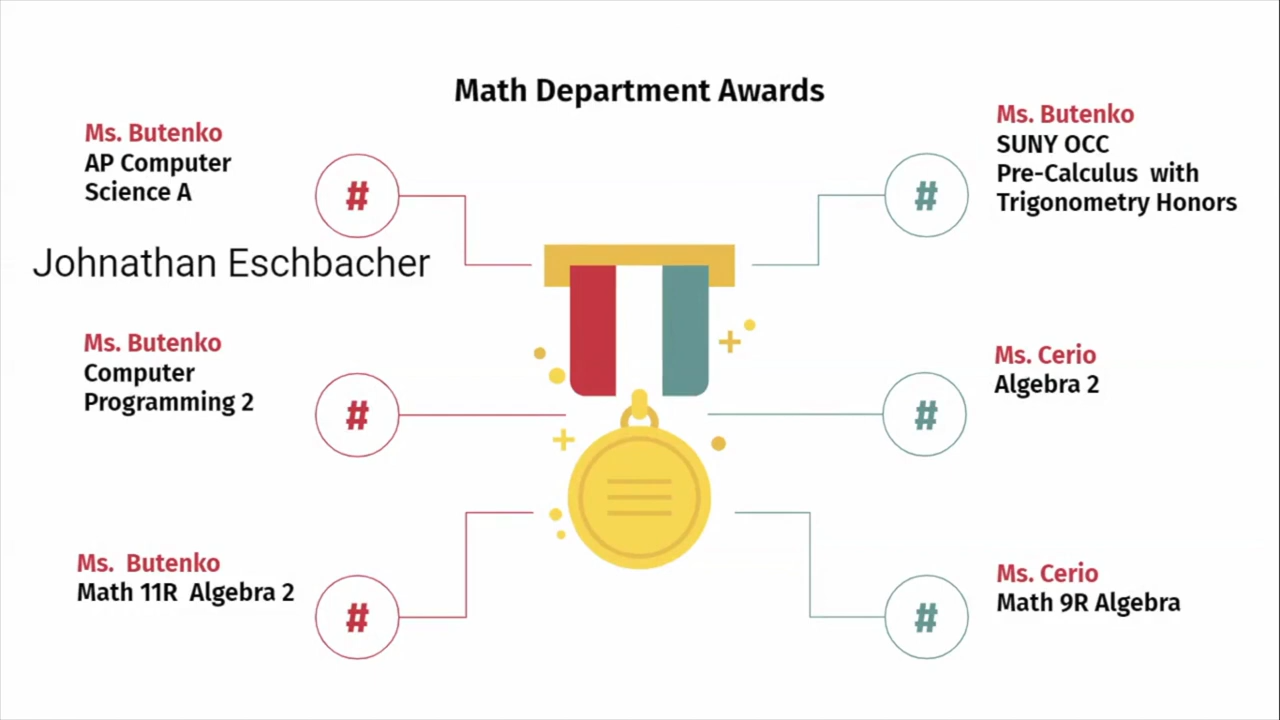 Math Department Awards
Ms. Butenko
AP Computer
Science A
#
Johnathan Eschbacher
Ms. Butenko
Computer
Programming 2
#
Ms.  Butenko
Math 11R  Algebra 2
#
Ms. Butenko
SUNY OCC
Pre-Calculus  with
Trigonometry Honors
#
Ms. Cerio
Algebra 2
#
Ms. Cerio
Math 9R Algebra
#